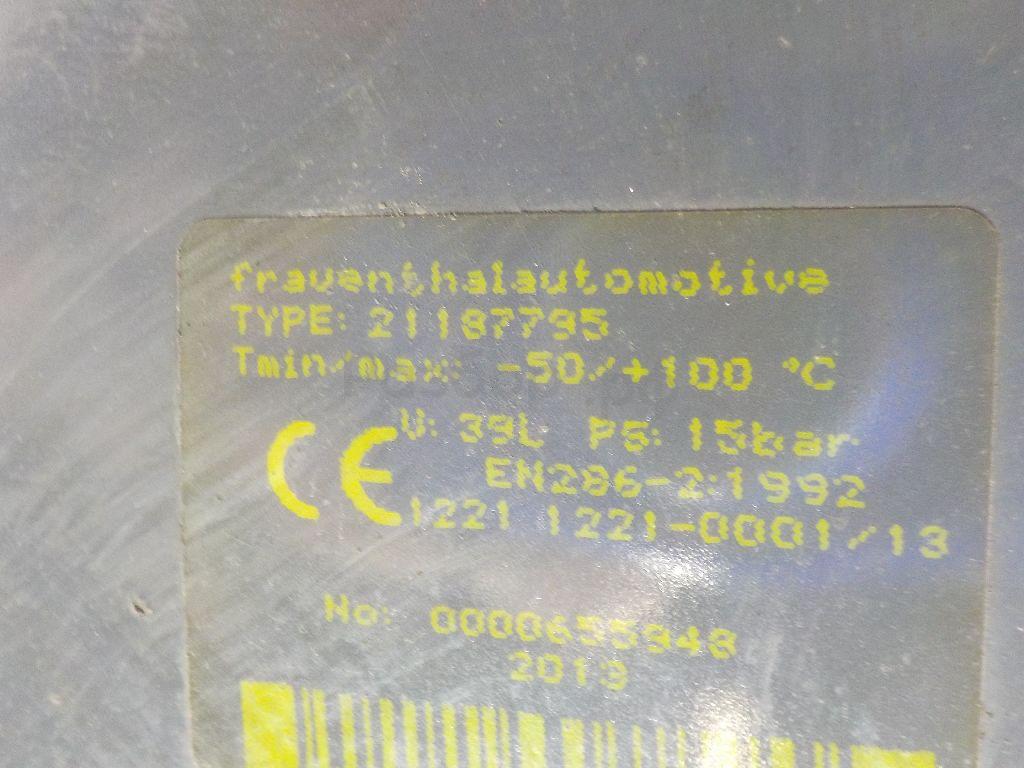 frauenthalautomotive
TYPE: 21187795
Tmin/max: -50/+100 °C
V: 39L PS: 15bar
EN286-2:1992
CE 1221 1221-0001/13
No: 0000655948
2013